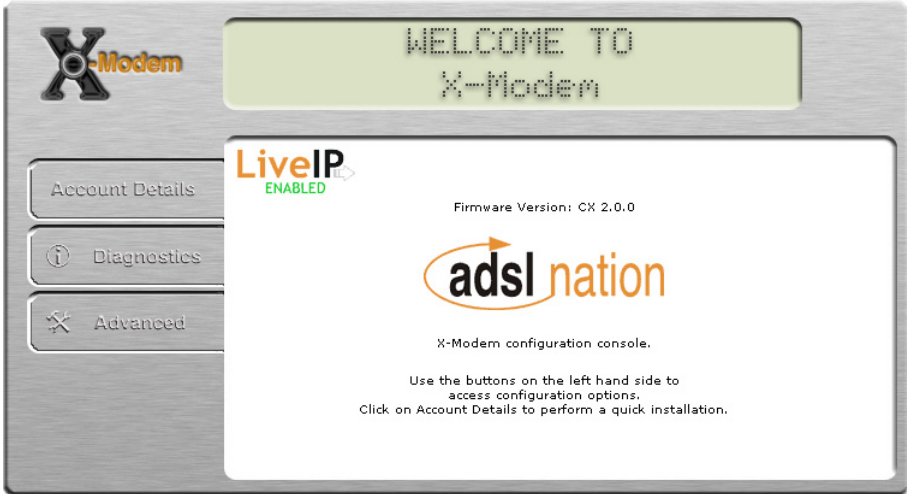 X-Modem
WELCOME TO
X-Modem
LiveIP
ENABLED
Account Details
Diagnostics
Advanced
Firmware Version: CX 2.0.0
adsl nation
X-Modem configuration console.
Use the buttons on the left hand side to
access configuration options.
Click on Account Details to perform a quick installation.